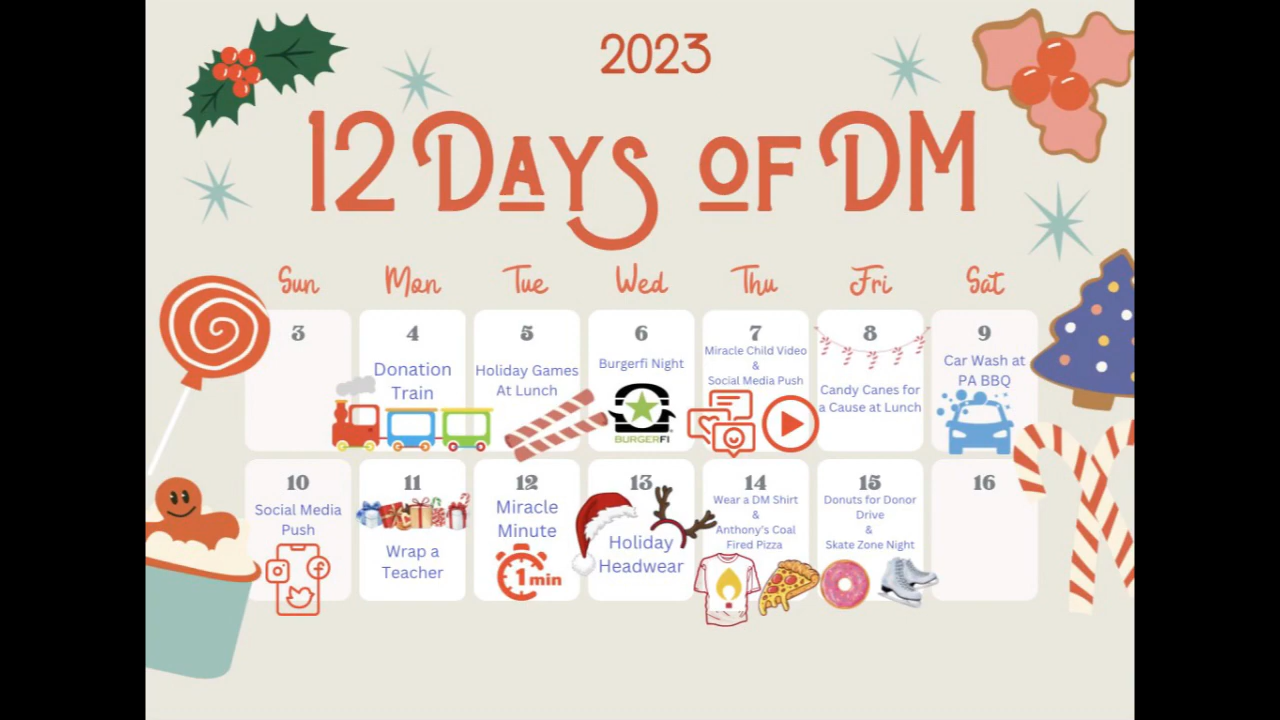 2023
12 Days of DM
Sun Mon Tue Wed Thu Fri Sat
3
4
Donation
Train
5
Holiday Games
At Lunch
6
Burgerfi Night
BURGERFI
7
Miracle Child Video
&
Social Media Push
8
Candy Canes for
a Cause at Lunch
9
Car Wash at
PA BBQ
10
Social Media
Push
11
Wrap a
Teacher
12
Miracle
Minute
1 min
13
Holiday
Headwear
14
Wear a DM Shirt
&
Anthony's Coal
Fired Pizza
15
Donuts for Donor
Drive
&
Skate Zone Night
16